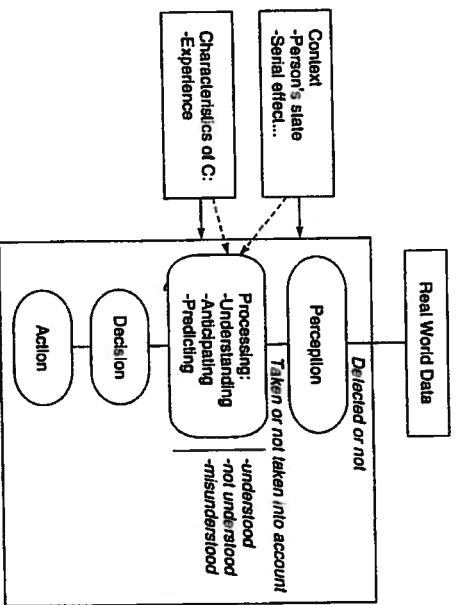 Real World Data
Detected or not
Context
-Person's state
-Serial effect...
Perception
Taken or not taken into account
Characteristics of C:
-Experience
Processing:
-Understanding
-Anticipating
-Predicting
-understood
-not understood
-misunderstood
Decision
Action